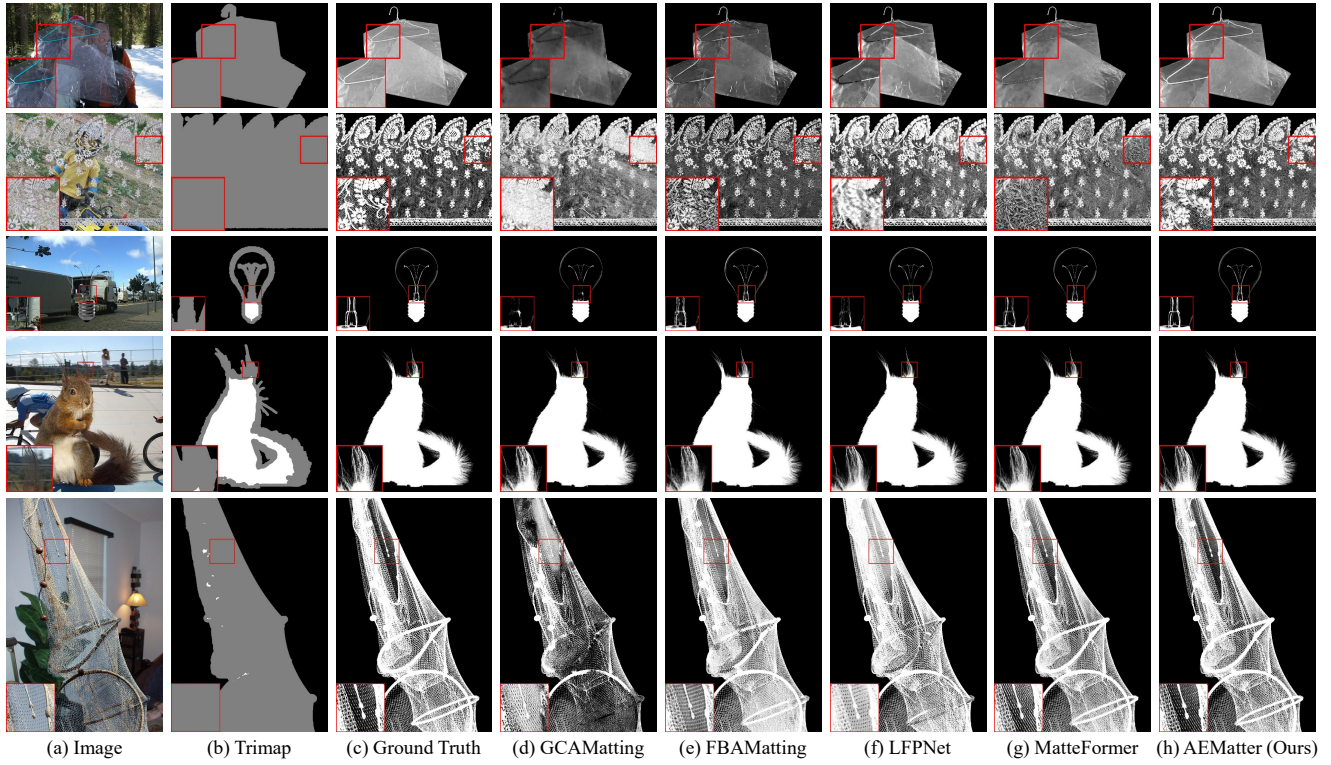 (a) Image
(b) Trimap
(c) Ground Truth
(d) GCAMatting
(e) FBAMatting
(f) LFPNet
(g) MatteFormer
(h) AEMatter (Ours)